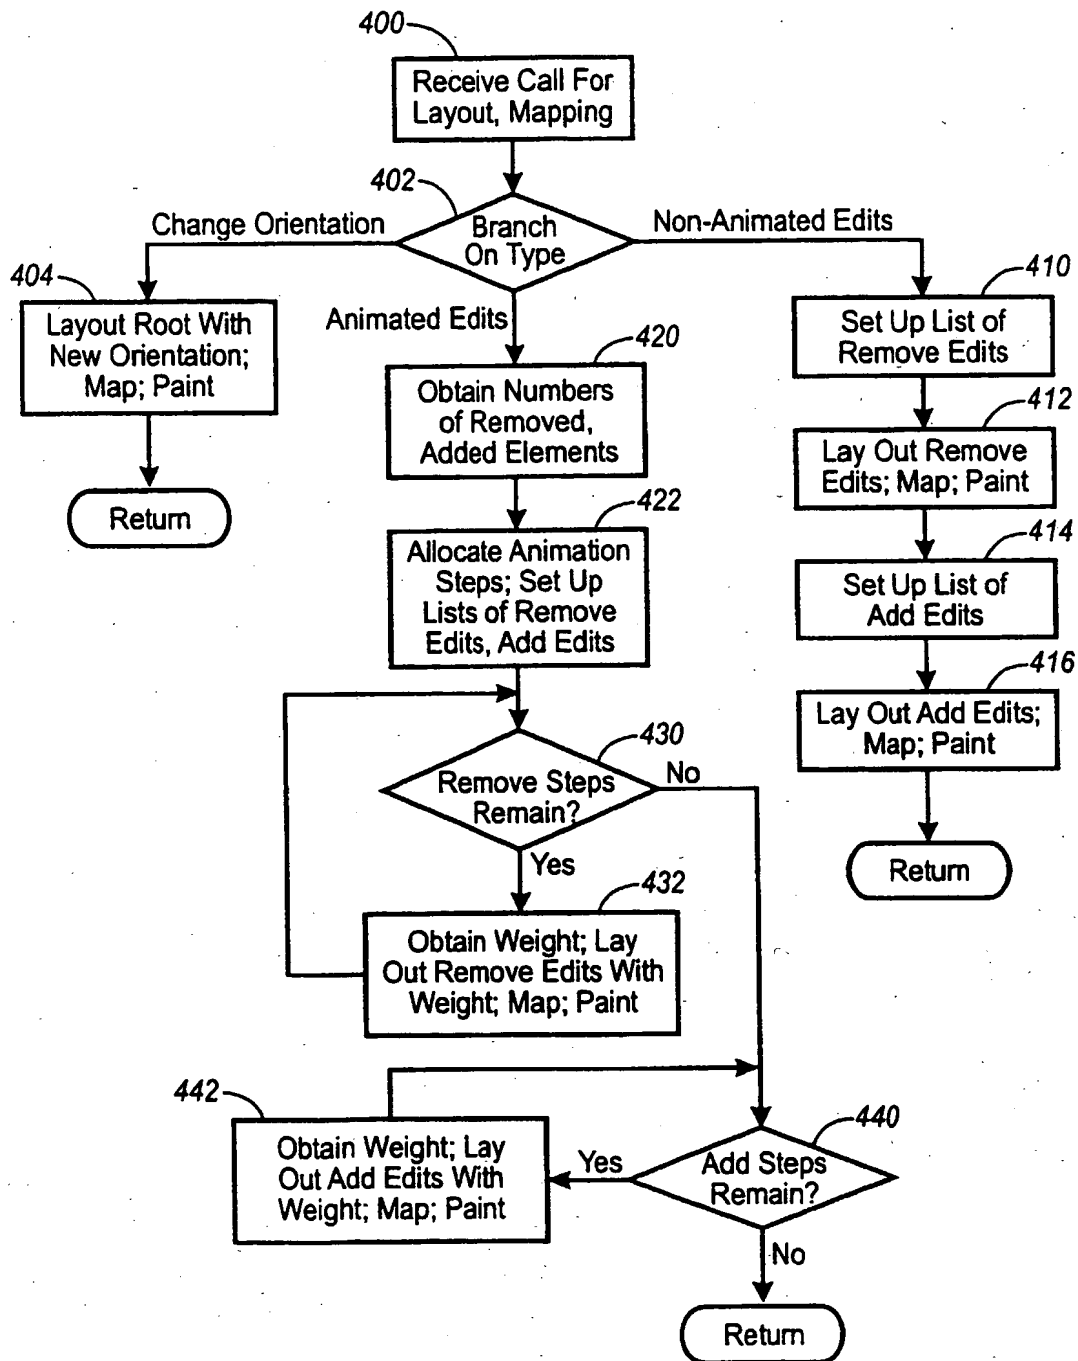 400
Receive Call For
Layout, Mapping
402
Branch
On Type
Change Orientation
Non-Animated Edits
Animated Edits
404
Layout Root With
New Orientation;
Map; Paint
Return
420
Obtain Numbers
of Removed,
Added Elements
422
Allocate Animation
Steps; Set Up
Lists of Remove
Edits, Add Edits
430
Remove Steps
Remain?
No
Yes
432
Obtain Weight; Lay
Out Remove Edits With
Weight; Map; Paint
442
Obtain Weight; Lay
Out Add Edits With
Weight; Map; Paint
Yes
440
Add Steps
Remain?
No
Return
410
Set Up List of
Remove Edits
412
Lay Out Remove
Edits; Map; Paint
414
Set Up List of
Add Edits
416
Lay Out Add Edits;
Map; Paint
Return